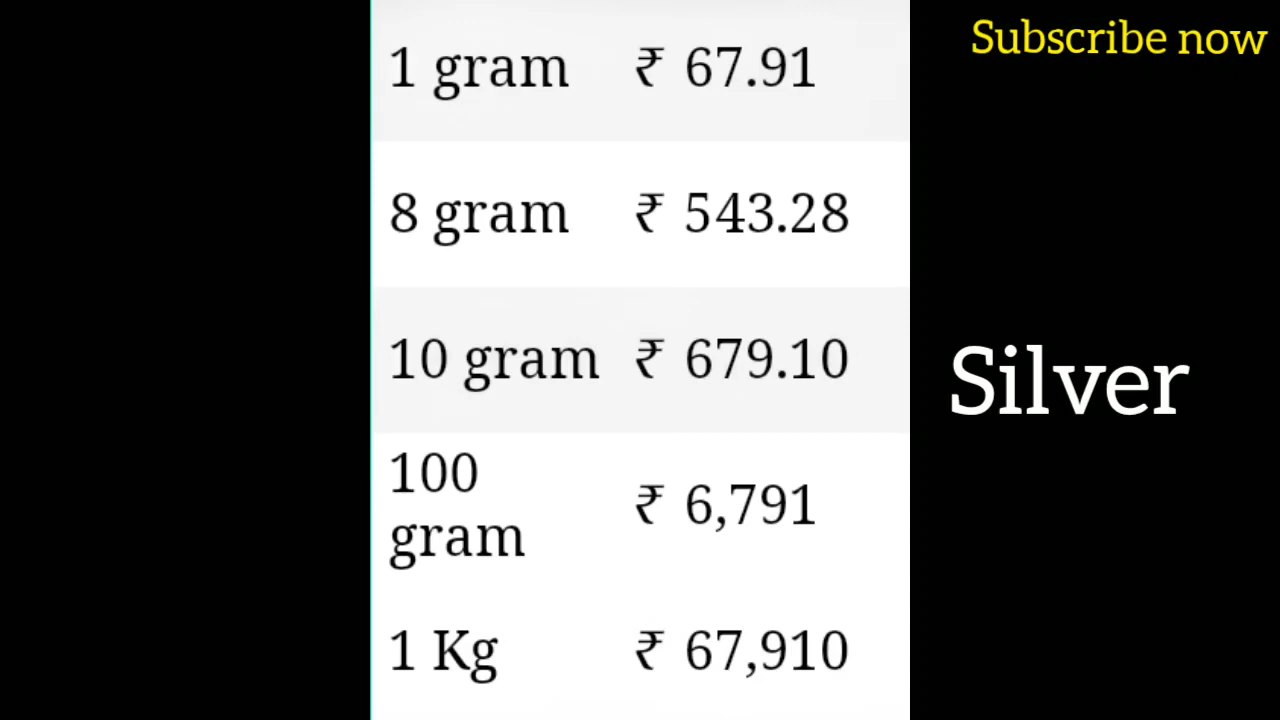 Subscribe now
1 gram ₹ 67.91
8 gram ₹ 543.28
10 gram ₹ 679.10
Silver
100
gram ₹ 6,791
1 Kg ₹ 67,910